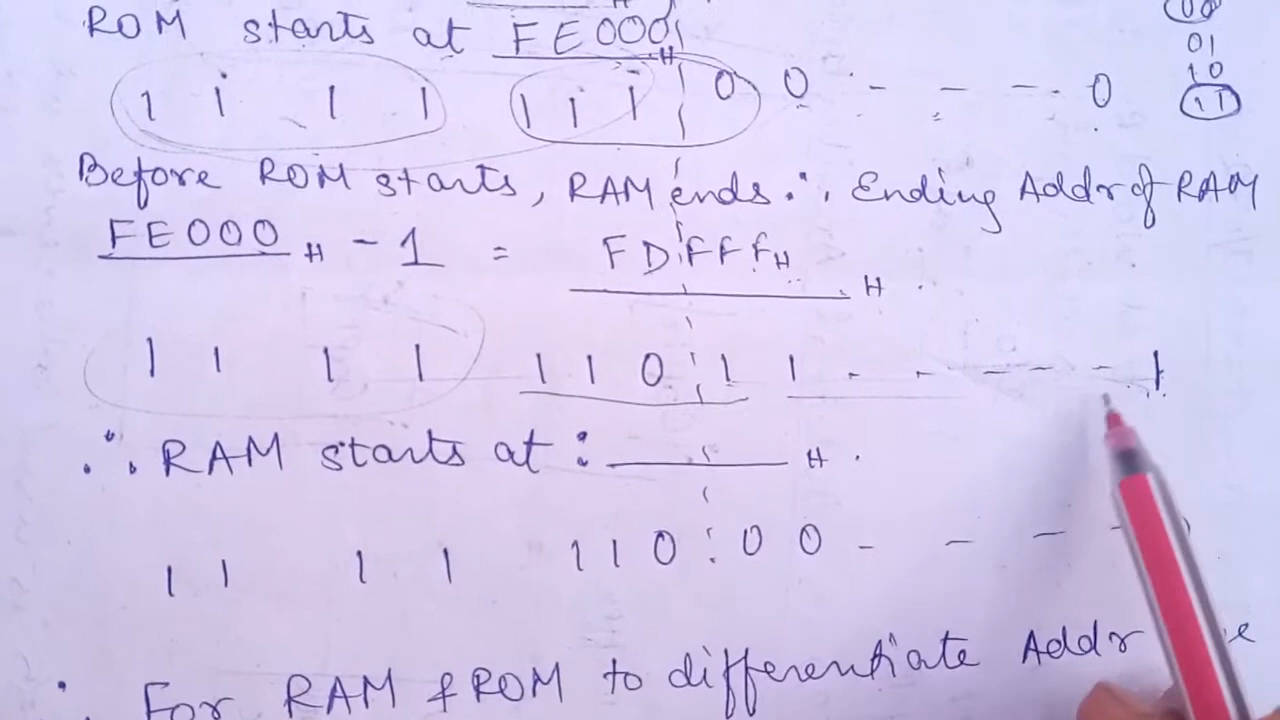 ROM starts at FE000H
00
01
10
11
1 1 1 1 1 1 1 0 0 - - - - 0
Before ROM starts, RAM ends. ∴ Ending Addr of RAM
FE000 H - 1 = FDFFFH H.
1 1 1 1 1 1 0 1 1 - - - - - 1
∴ RAM starts at : ______ H.
1 1 1 1 1 1 0 0 0 - - - -
For RAM & ROM to differentiate Addr